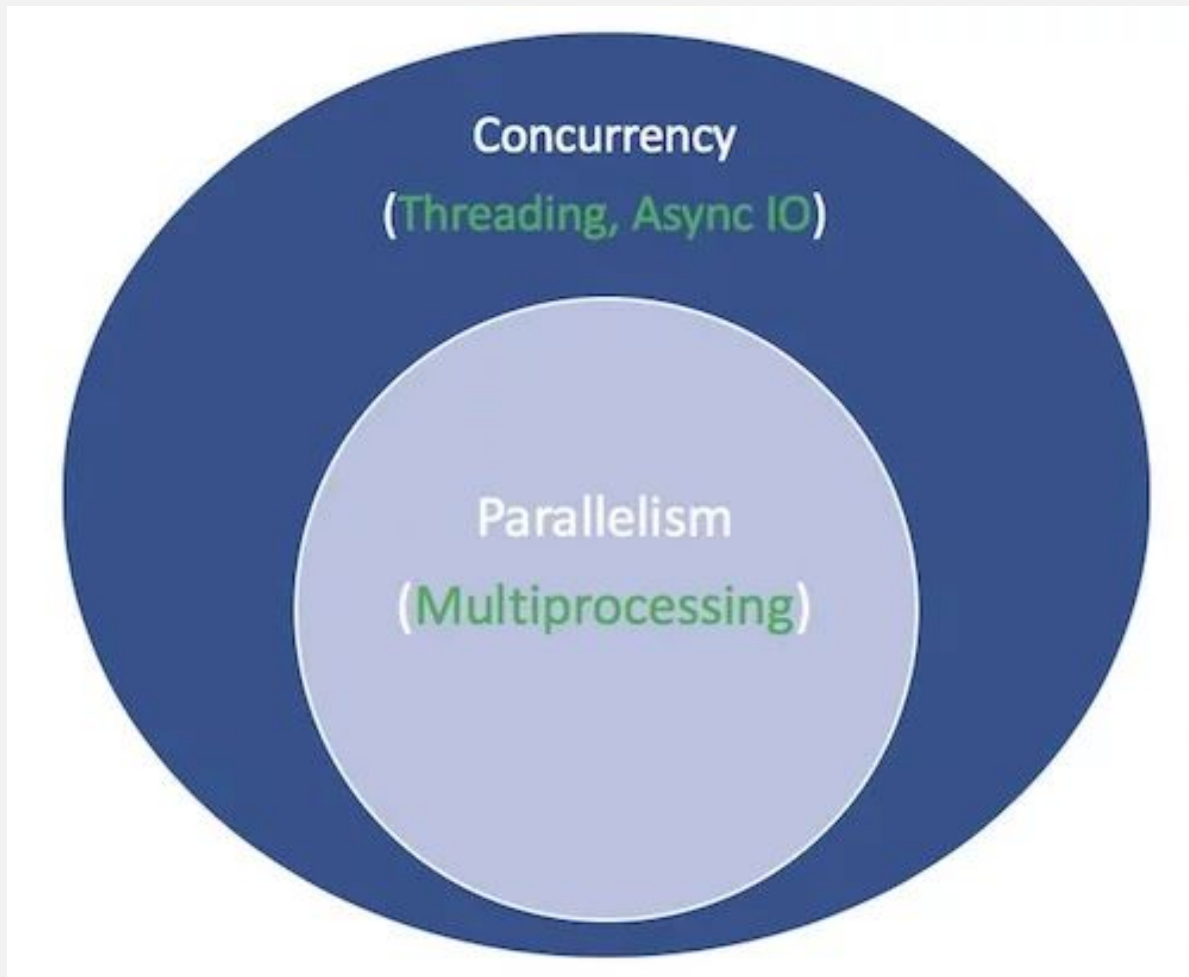 Concurrency
(Threading, Async IO)
Parallelism
(Multiprocessing)